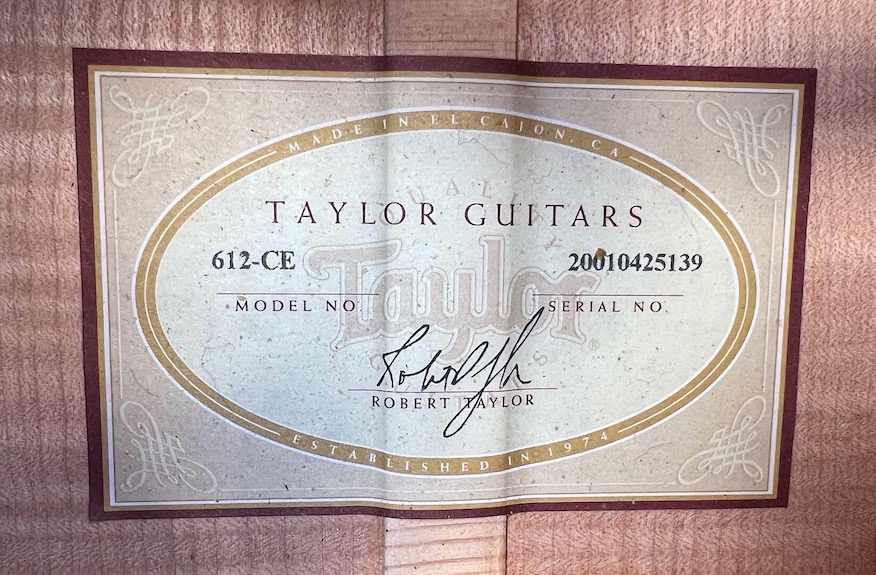 MADE IN EL CAJON, CA
QUALITY
TAYLOR GUITARS
612-CE 20010425139
Taylor®
MODEL NO. SERIAL NO.
ROBERT TAYLOR
ESTABLISHED IN 1974